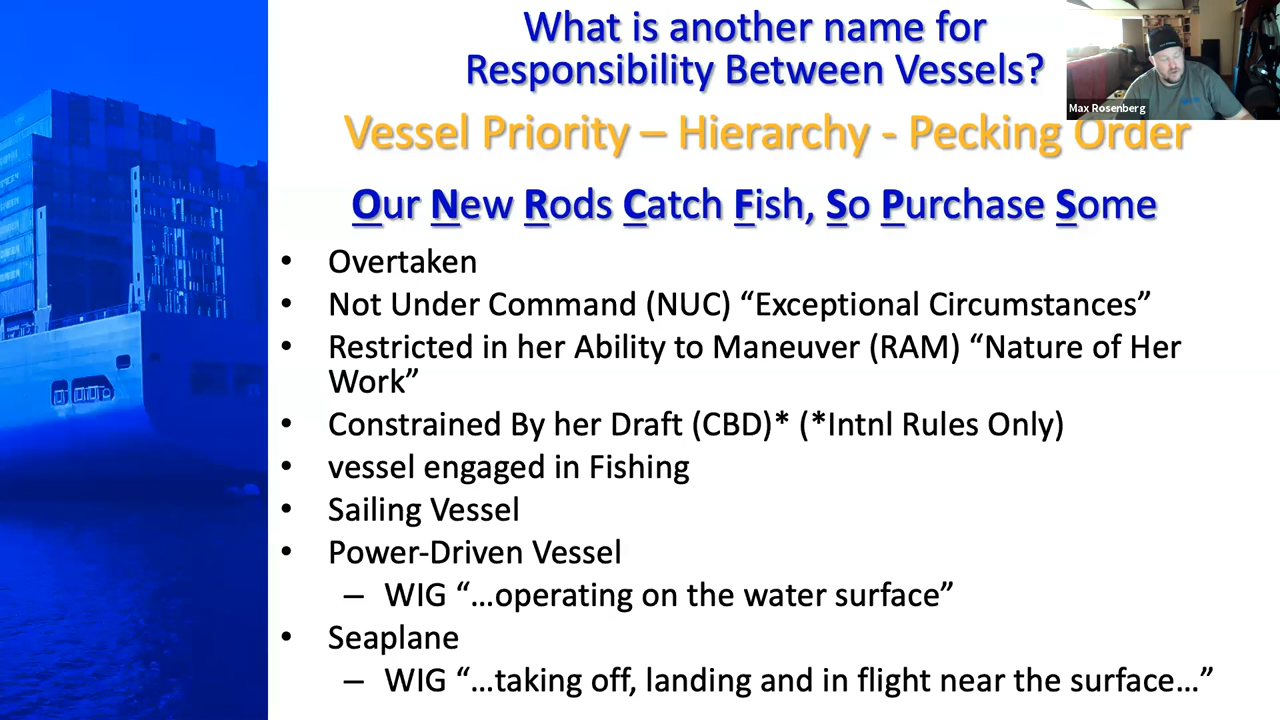 What is another name for
Responsibility Between Vessels?
Max Rosenberg
Vessel Priority – Hierarchy - Pecking Order
Our New Rods Catch Fish, So Purchase Some
• Overtaken
• Not Under Command (NUC) “Exceptional Circumstances”
• Restricted in her Ability to Maneuver (RAM) “Nature of Her
Work”
• Constrained By her Draft (CBD)* (*Intnl Rules Only)
• vessel engaged in Fishing
• Sailing Vessel
• Power-Driven Vessel
– WIG “…operating on the water surface”
• Seaplane
– WIG “…taking off, landing and in flight near the surface…”